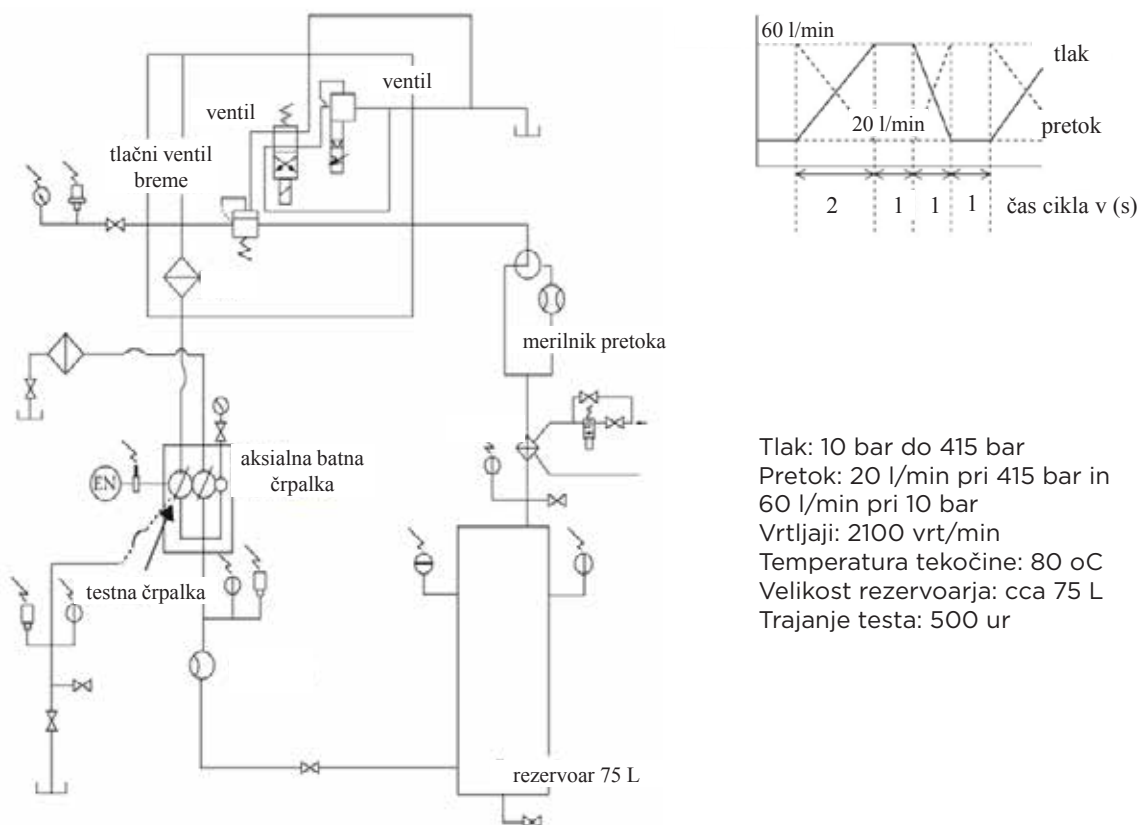 ventil
ventil
tlačni ventil
breme
merilnik pretoka
aksialna batna
črpalka
EN
testna črpalka
rezervoar 75 L
60 l/min
tlak
20 l/min
pretok
2 1 1 1 čas cikla v (s)
Tlak: 10 bar do 415 bar
Pretok: 20 l/min pri 415 bar in
60 l/min pri 10 bar
Vrtljaji: 2100 vrt/min
Temperatura tekočine: 80 oC
Velikost rezervoarja: cca 75 L
Trajanje testa: 500 ur